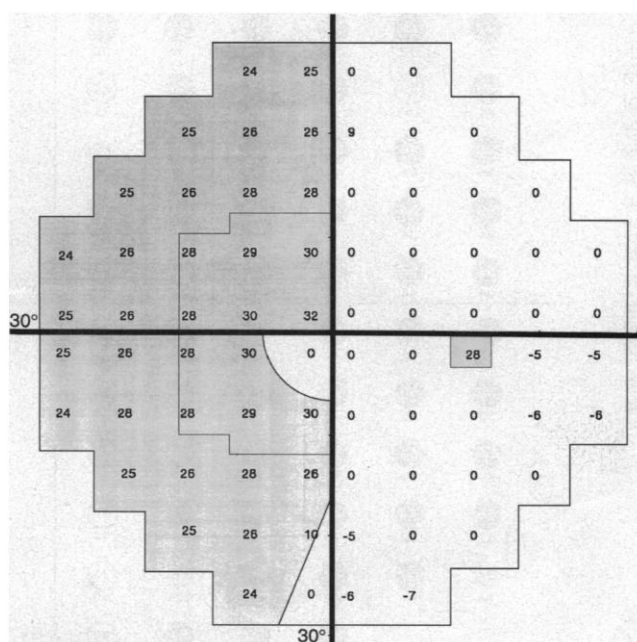 24 25 0 0
25 26 26 9 0 0
25 26 28 28 0 0 0 0
24 26 28 29 30 0 0 0 0 0
25 26 28 30 32 0 0 0 0 0
30°
25 26 28 30 0 0 0 28 -5 -5
24 28 28 29 30 0 0 0 -6 -6
25 26 28 26 0 0 0 0
25 26 10 -5 0 0
24 0 -6 -7
30°